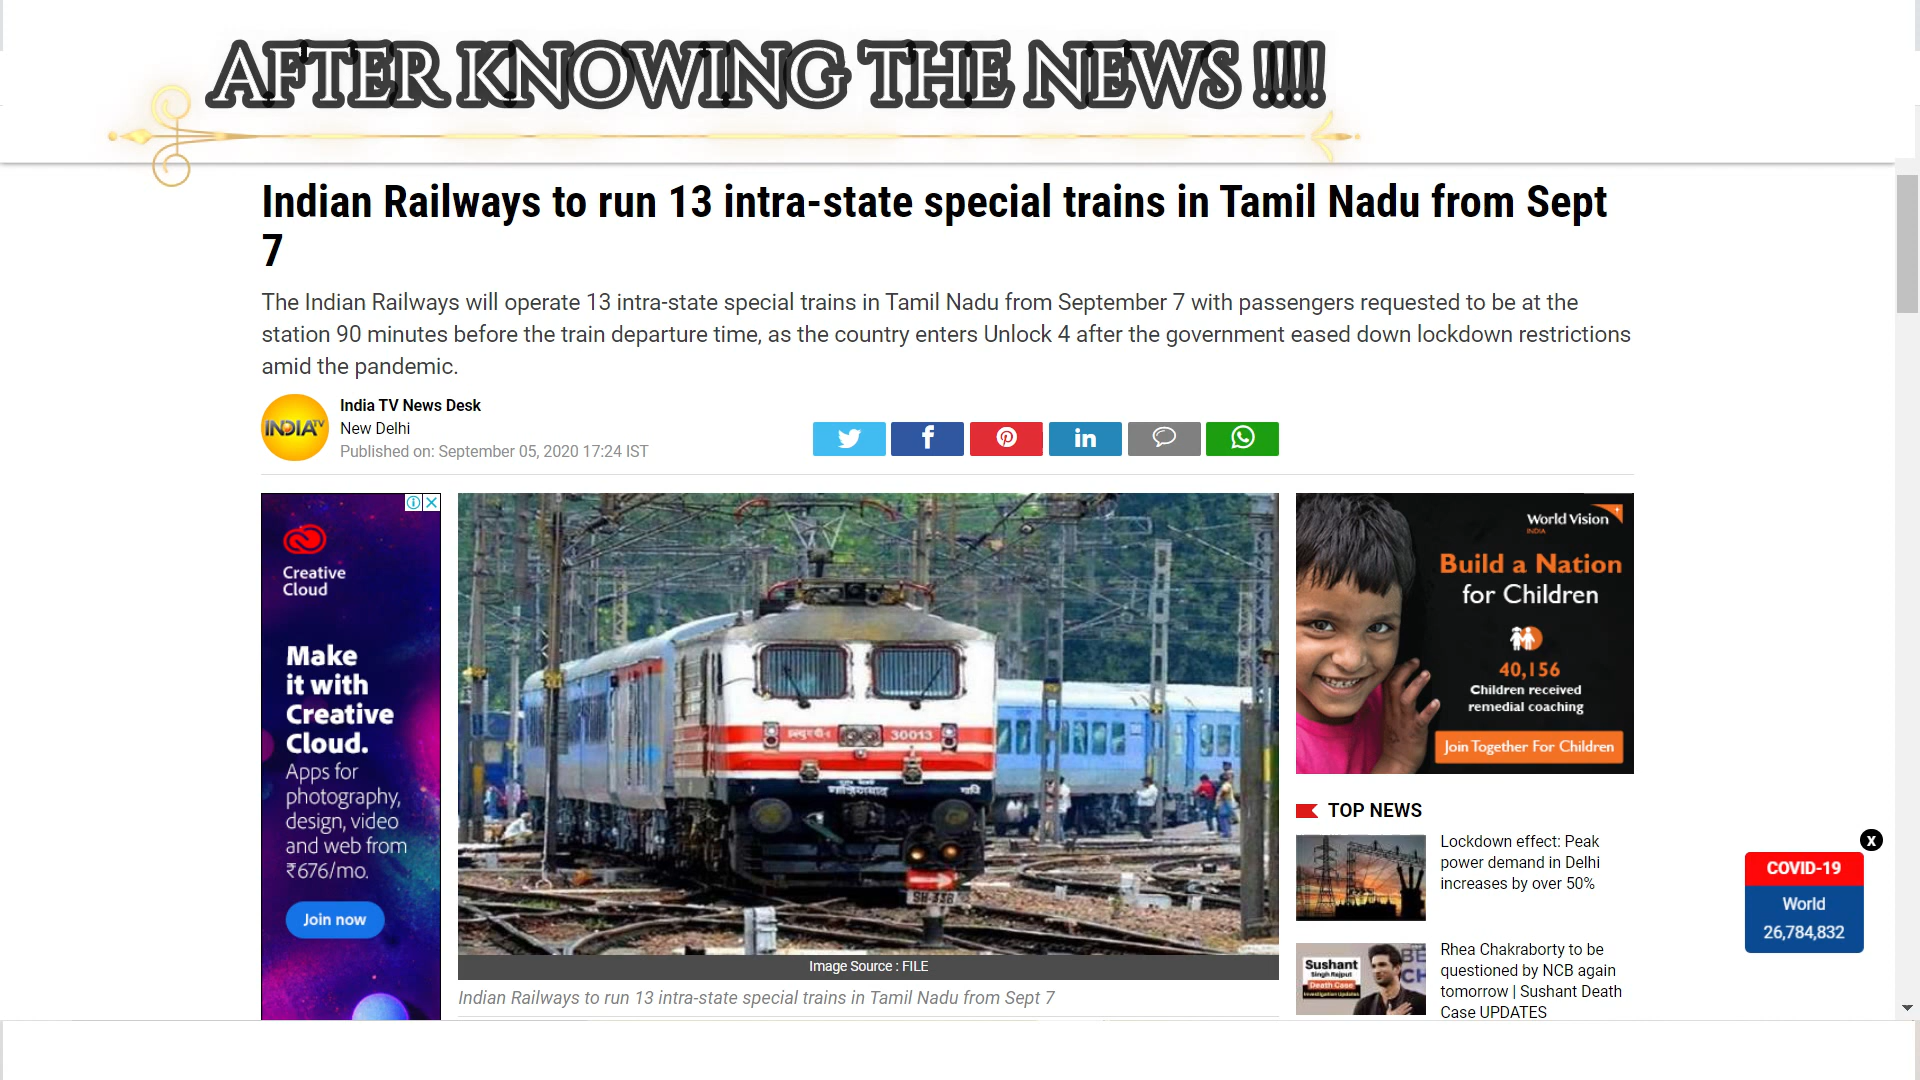 AFTER KNOWING THE NEWS !!!!
Indian Railways to run 13 intra-state special trains in Tamil Nadu from Sept
7
The Indian Railways will operate 13 intra-state special trains in Tamil Nadu from September 7 with passengers requested to be at the
station 90 minutes before the train departure time, as the country enters Unlock 4 after the government eased down lockdown restrictions
amid the pandemic.
INDIA TV
India TV News Desk
New Delhi
Published on: September 05, 2020 17:24 IST
Creative
Cloud
Make
it with
Creative
Cloud.
Apps for
photography,
design, video
and web from
₹676/mo.
Join now
30013
SH-338
Image Source : FILE
Indian Railways to run 13 intra-state special trains in Tamil Nadu from Sept 7
World Vision
INDIA
Build a Nation
for Children
40,156
Children received
remedial coaching
Join Together For Children
TOP NEWS
Lockdown effect: Peak
power demand in Delhi
increases by over 50%
Sushant
Singh Rajput
Death Case
Investigation Updates
Rhea Chakraborty to be
questioned by NCB again
tomorrow | Sushant Death
Case UPDATES
X
COVID-19
World
26,784,832